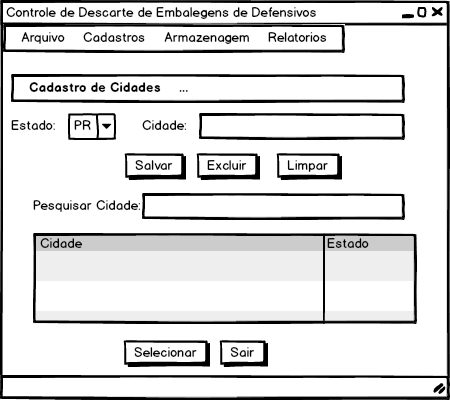 Controle de Descarte de Embalegens de Defensivos
Arquivo Cadastros Armazenagem Relatorios
Cadastro de Cidades ...
Estado: PR Cidade:
Salvar Excluir Limpar
Pesquisar Cidade:
Cidade Estado
Selecionar Sair